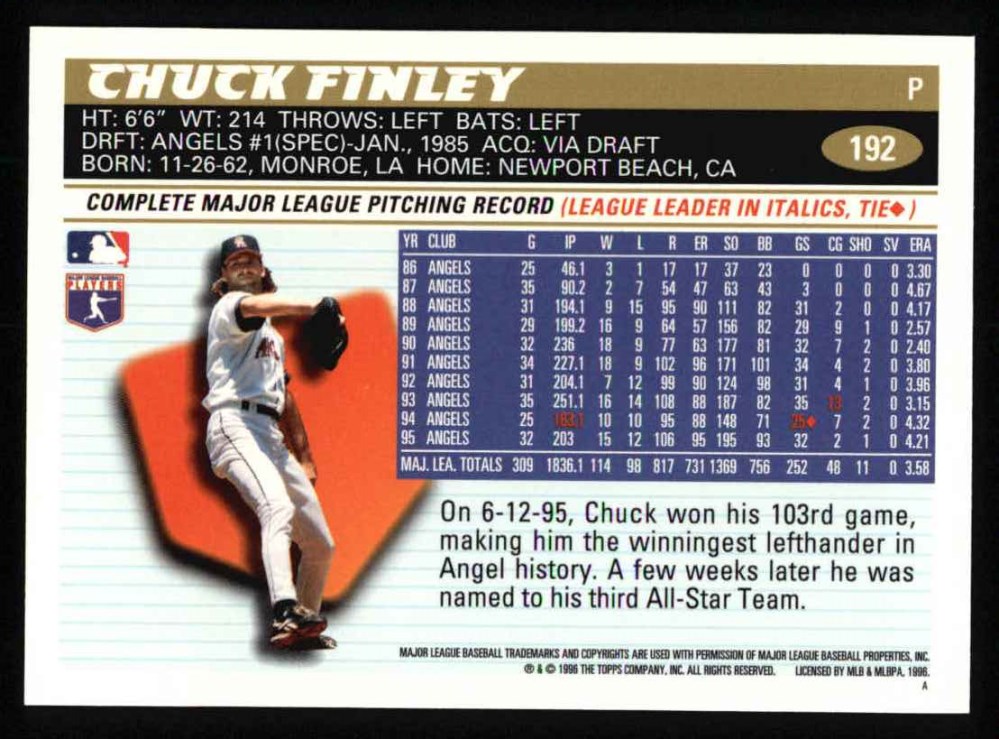 CHUCK FINLEY
P
HT: 6'6" WT: 214 THROWS: LEFT BATS: LEFT
DRFT: ANGELS #1(SPEC)-JAN., 1985 ACQ: VIA DRAFT
BORN: 11-26-62, MONROE, LA HOME: NEWPORT BEACH, CA
192
COMPLETE MAJOR LEAGUE PITCHING RECORD (LEAGUE LEADER IN ITALICS, TIE◆)
MAJOR LEAGUE BASEBALL
PLAYERS
YR CLUB G IP W L R ER SO BB GS CG SHO SV ERA
86 ANGELS 25 46.1 3 1 17 17 37 23 0 0 0 0 3.30
87 ANGELS 35 90.2 2 7 54 47 63 43 3 0 0 0 4.67
88 ANGELS 31 194.1 9 15 95 90 111 82 31 2 0 0 4.17
89 ANGELS 29 199.2 16 9 64 57 156 82 29 9 1 0 2.57
90 ANGELS 32 236 18 9 77 63 177 81 32 7 2 0 2.40
91 ANGELS 34 227.1 18 9 102 96 171 101 34 4 2 0 3.80
92 ANGELS 31 204.1 7 12 99 90 124 98 31 4 1 0 3.96
93 ANGELS 35 251.1 16 14 108 88 187 82 35 13 2 0 3.15
94 ANGELS 25 183.1 10 10 95 88 148 71 25◆ 7 2 0 4.32
95 ANGELS 32 203 15 12 106 95 195 93 32 2 1 0 4.21
MAJ. LEA. TOTALS 309 1836.1 114 98 817 731 1369 756 252 48 11 0 3.58
On 6-12-95, Chuck won his 103rd game,
making him the winningest lefthander in
Angel history. A few weeks later he was
named to his third All-Star Team.
MAJOR LEAGUE BASEBALL TRADEMARKS AND COPYRIGHTS ARE USED WITH PERMISSION OF MAJOR LEAGUE BASEBALL PROPERTIES, INC.
® & © 1996 THE TOPPS COMPANY, INC. ALL RIGHTS RESERVED. LICENSED BY MLB & MLBPA, 1996.
A